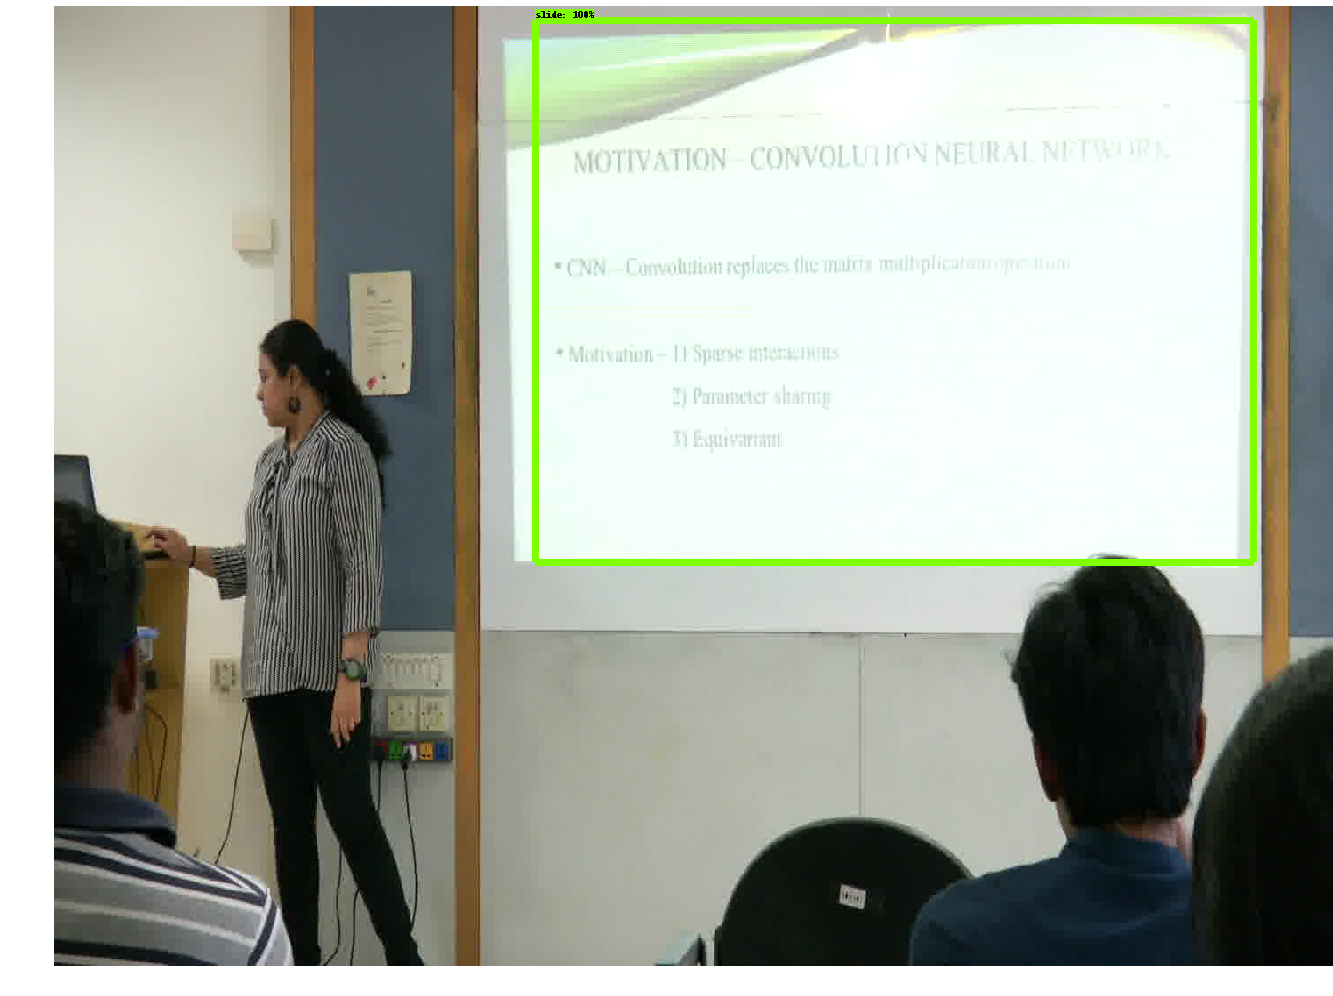 slide: 100%
MOTIVATION – CONVOLUTION NEURAL NETWORK
• CNN – Convolution replaces the matrix multiplication operation
• Motivation – 1) Sparse interactions
2) Parameter sharing
3) Equivariant